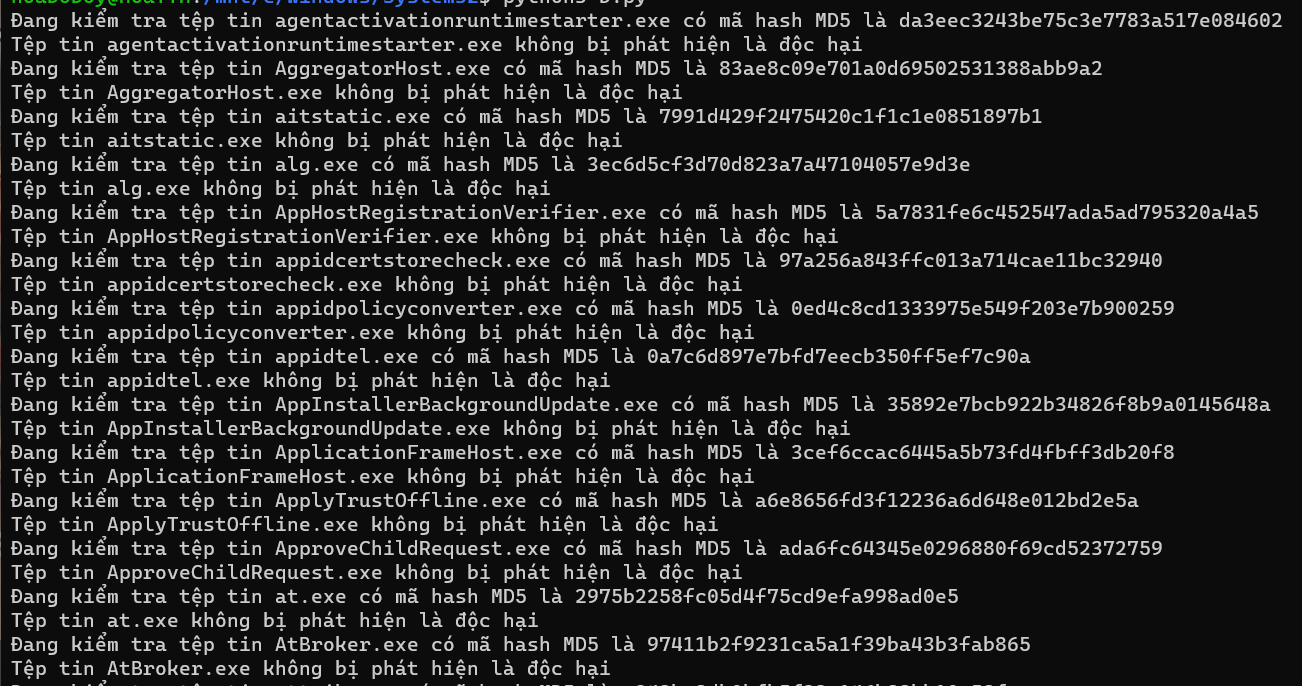 python3 b.py
Đang kiểm tra tệp tin agentactivationruntimestarter.exe có mã hash MD5 là da3eec3243be75c3e7783a517e084602
Tệp tin agentactivationruntimestarter.exe không bị phát hiện là độc hại
Đang kiểm tra tệp tin AggregatorHost.exe có mã hash MD5 là 83ae8c09e701a0d69502531388abb9a2
Tệp tin AggregatorHost.exe không bị phát hiện là độc hại
Đang kiểm tra tệp tin aitstatic.exe có mã hash MD5 là 7991d429f2475420c1f1c1e0851897b1
Tệp tin aitstatic.exe không bị phát hiện là độc hại
Đang kiểm tra tệp tin alg.exe có mã hash MD5 là 3ec6d5cf3d70d823a7a47104057e9d3e
Tệp tin alg.exe không bị phát hiện là độc hại
Đang kiểm tra tệp tin AppHostRegistrationVerifier.exe có mã hash MD5 là 5a7831fe6c452547ada5ad795320a4a5
Tệp tin AppHostRegistrationVerifier.exe không bị phát hiện là độc hại
Đang kiểm tra tệp tin appidcertstorecheck.exe có mã hash MD5 là 97a256a843ffc013a714cae11bc32940
Tệp tin appidcertstorecheck.exe không bị phát hiện là độc hại
Đang kiểm tra tệp tin appidpolicyconverter.exe có mã hash MD5 là 0ed4c8cd1333975e549f203e7b900259
Tệp tin appidpolicyconverter.exe không bị phát hiện là độc hại
Đang kiểm tra tệp tin appidtel.exe có mã hash MD5 là 0a7c6d897e7bfd7eecb350ff5ef7c90a
Tệp tin appidtel.exe không bị phát hiện là độc hại
Đang kiểm tra tệp tin AppInstallerBackgroundUpdate.exe có mã hash MD5 là 35892e7bcb922b34826f8b9a0145648a
Tệp tin AppInstallerBackgroundUpdate.exe không bị phát hiện là độc hại
Đang kiểm tra tệp tin ApplicationFrameHost.exe có mã hash MD5 là 3cef6ccac6445a5b73fd4fbff3db20f8
Tệp tin ApplicationFrameHost.exe không bị phát hiện là độc hại
Đang kiểm tra tệp tin ApplyTrustOffline.exe có mã hash MD5 là a6e8656fd3f12236a6d648e012bd2e5a
Tệp tin ApplyTrustOffline.exe không bị phát hiện là độc hại
Đang kiểm tra tệp tin ApproveChildRequest.exe có mã hash MD5 là ada6fc64345e0296880f69cd52372759
Tệp tin ApproveChildRequest.exe không bị phát hiện là độc hại
Đang kiểm tra tệp tin at.exe có mã hash MD5 là 2975b2258fc05d4f75cd9efa998ad0e5
Tệp tin at.exe không bị phát hiện là độc hại
Đang kiểm tra tệp tin AtBroker.exe có mã hash MD5 là 97411b2f9231ca5a1f39ba43b3fab865
Tệp tin AtBroker.exe không bị phát hiện là độc hại